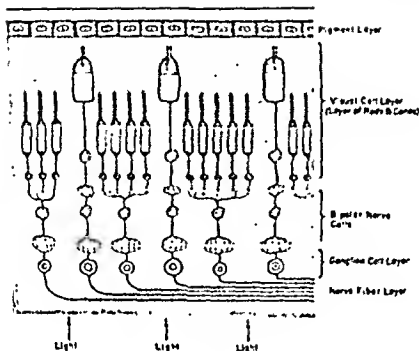 Pigment Layer
Visual Cell Layer
(Layer of Rods & Cones)
Bipolar Nerve
Cells
Ganglion Cell Layer
Nerve Fiber Layer
Light
Light
Light